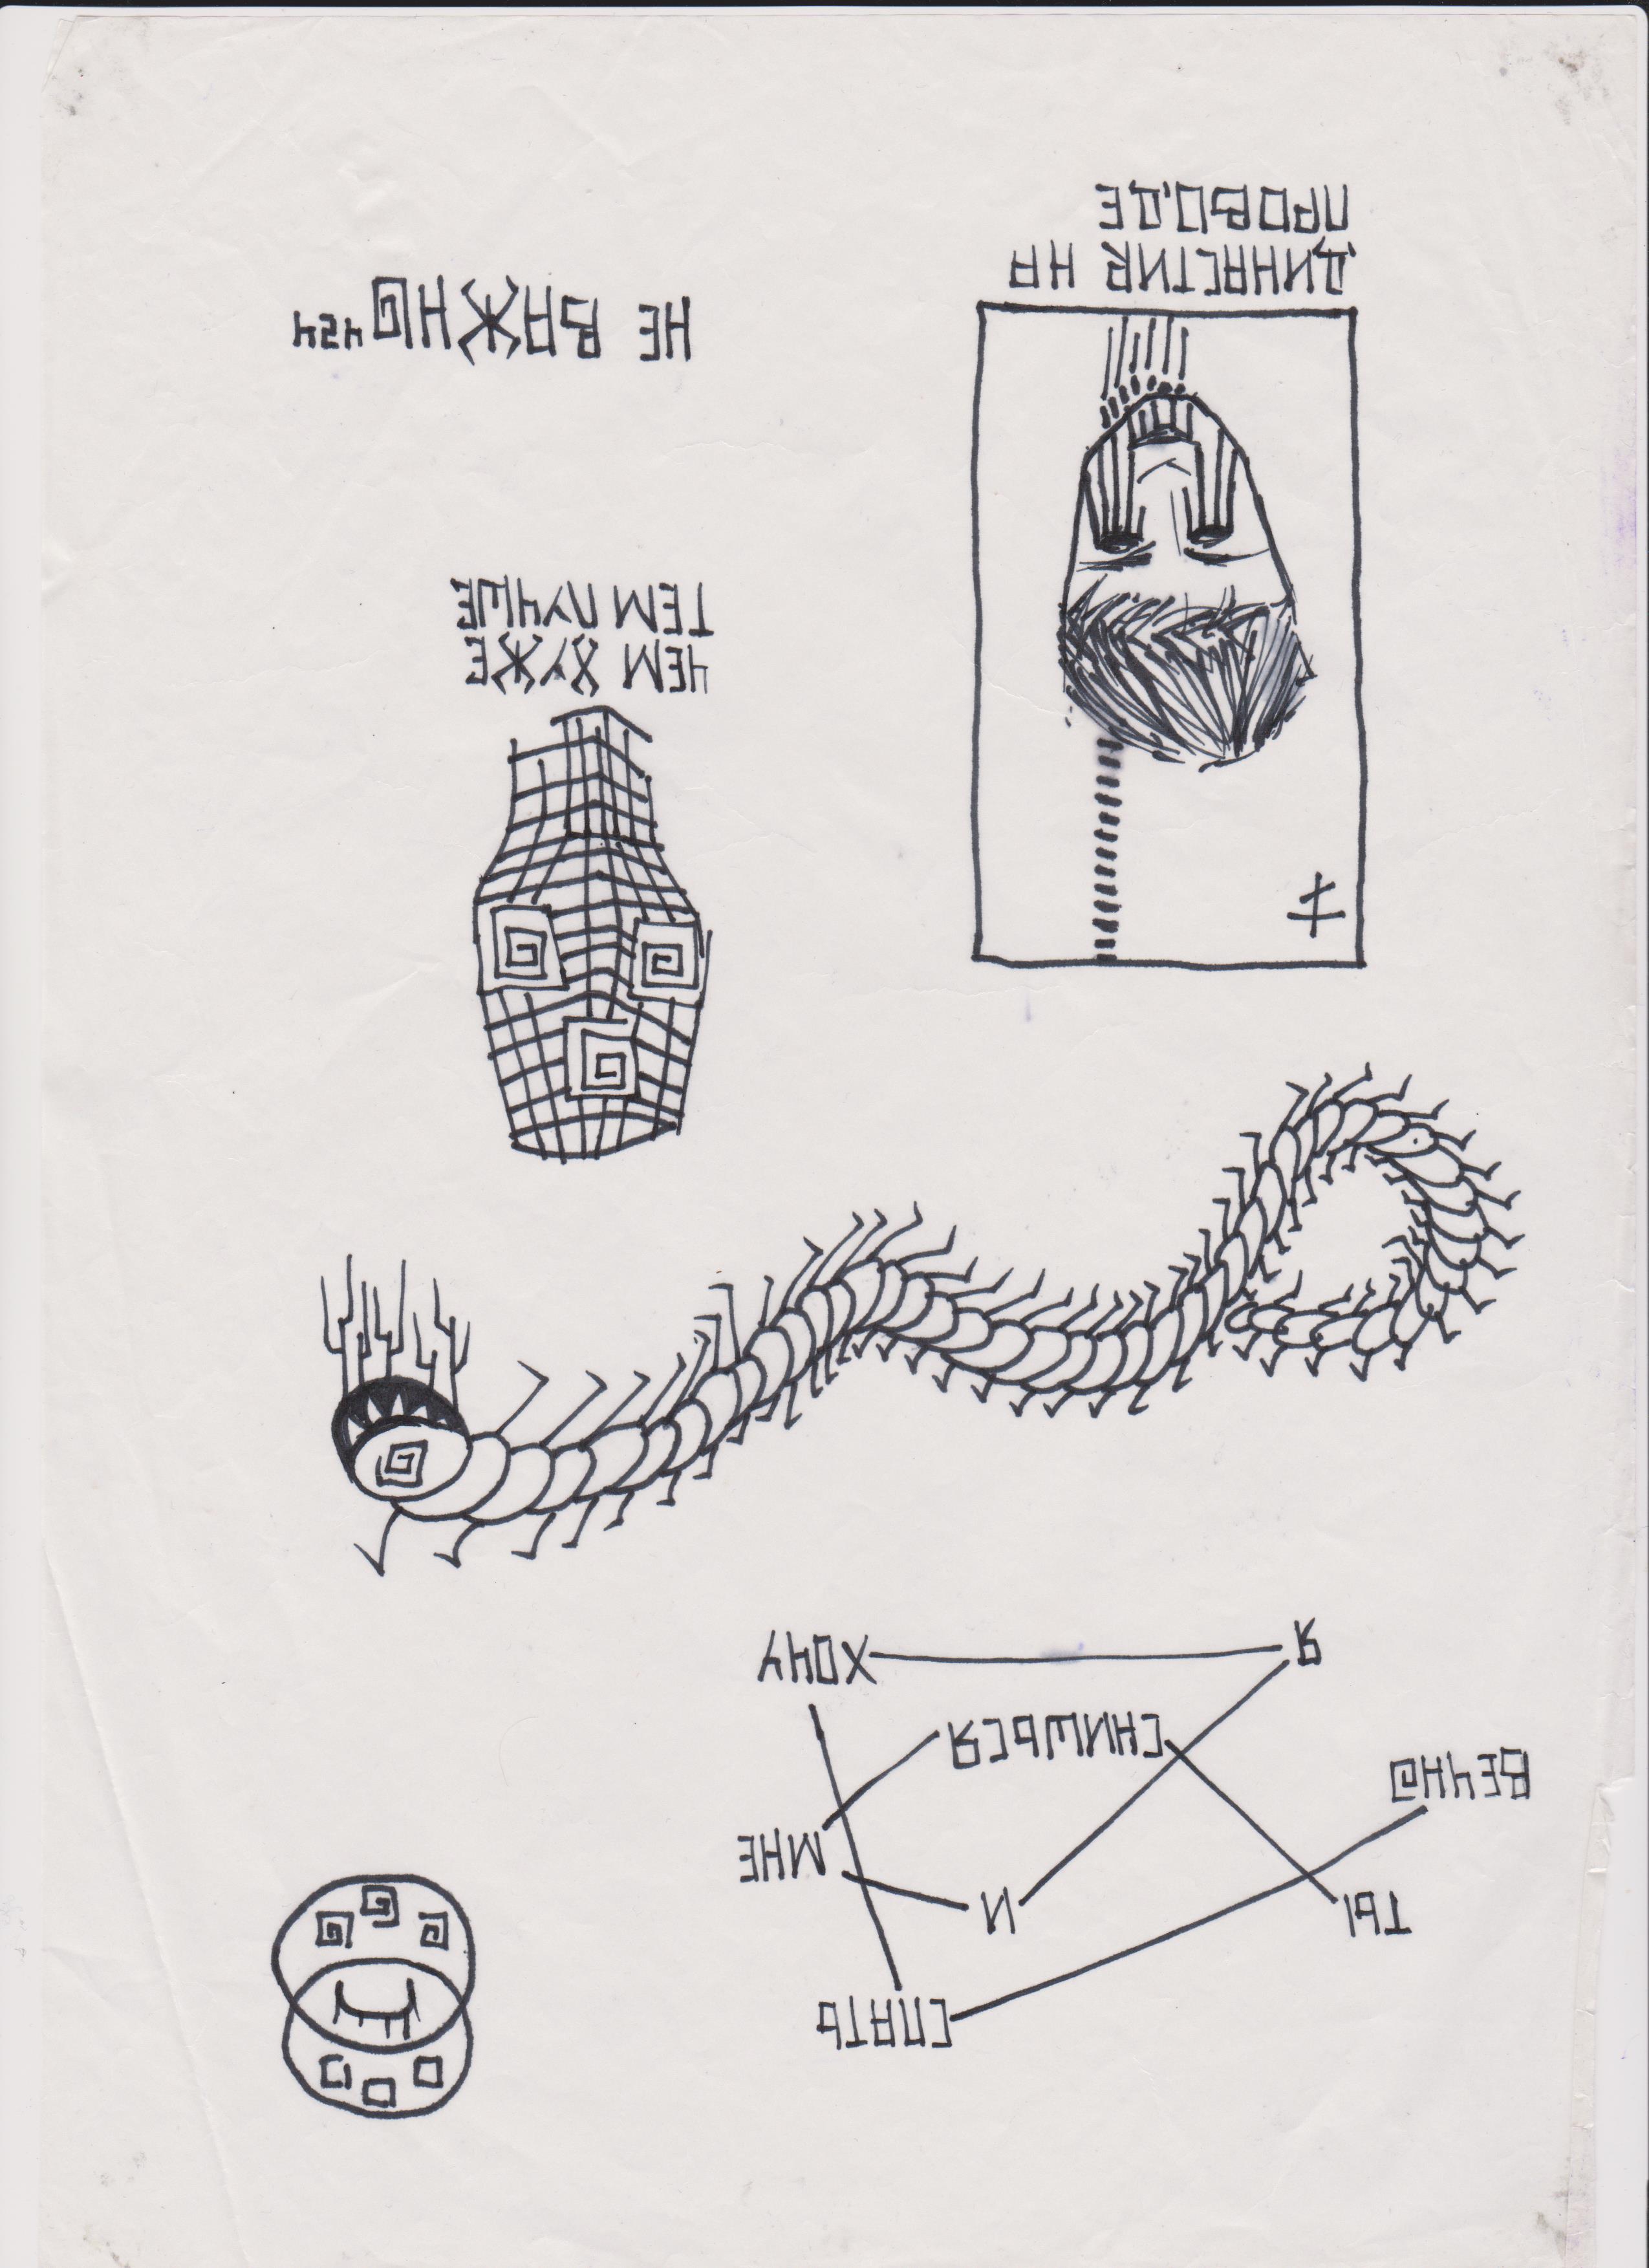 СПАТЬ
ТЫ И
МНЕ
ВЕЧНО
СНИШЬСЯ
Я ХОЧУ
ЧЕМ ХУЖЕ
ТЕМ ЛУЧШЕ
НЕ ВАЖНО 424
ДИНАСТИЯ НА
ПРОВОДЕ